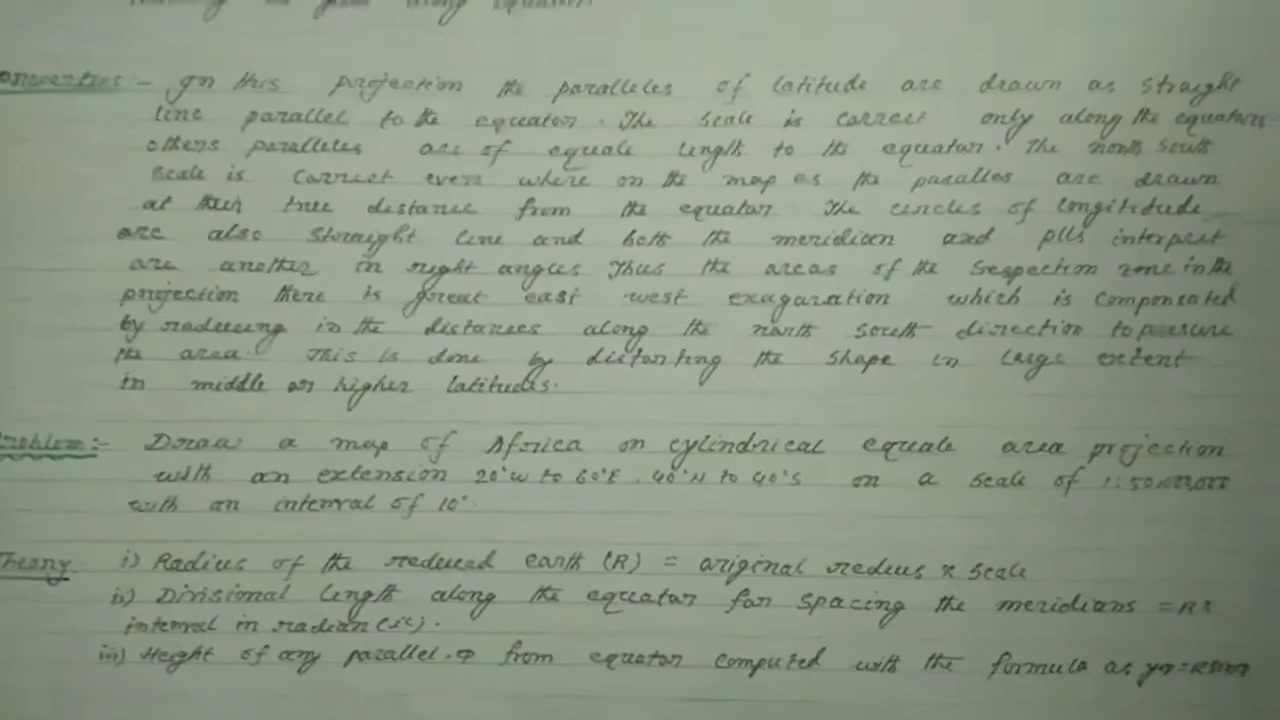 along equator.
Properties :- In this projection the paralleles of latitude are drawn as straight
line parallel to the equator. The scale is correct only along the equator
others paralleles are of equale length to the equator. The north south
scale is correct every where on the map as the paralles are drawn
at their true distance from the equator The circles of longitude
are also straight line and both the meridian and plls
are another in right angles Thus the areas of the zone in the
projection there is great east west exagaration which is compensated
by reducing in the distances along the north south direction to
the area. This is done by distorting the shape in large extent
in middle or higher latitudes.
Problem :- Draw a map of Africa on cylindrical equale area projection
with an extension 20°W to 60°E, 40°N to 40°S on a scale of
with an interval of 10°.
Theory i) Radius of the reduced earth (R) = original redius x scale
ii) Divisional length along the equator for spacing the meridians = R x
interval in radian
iii) Height of any parallel φ from equator computed with the formula as